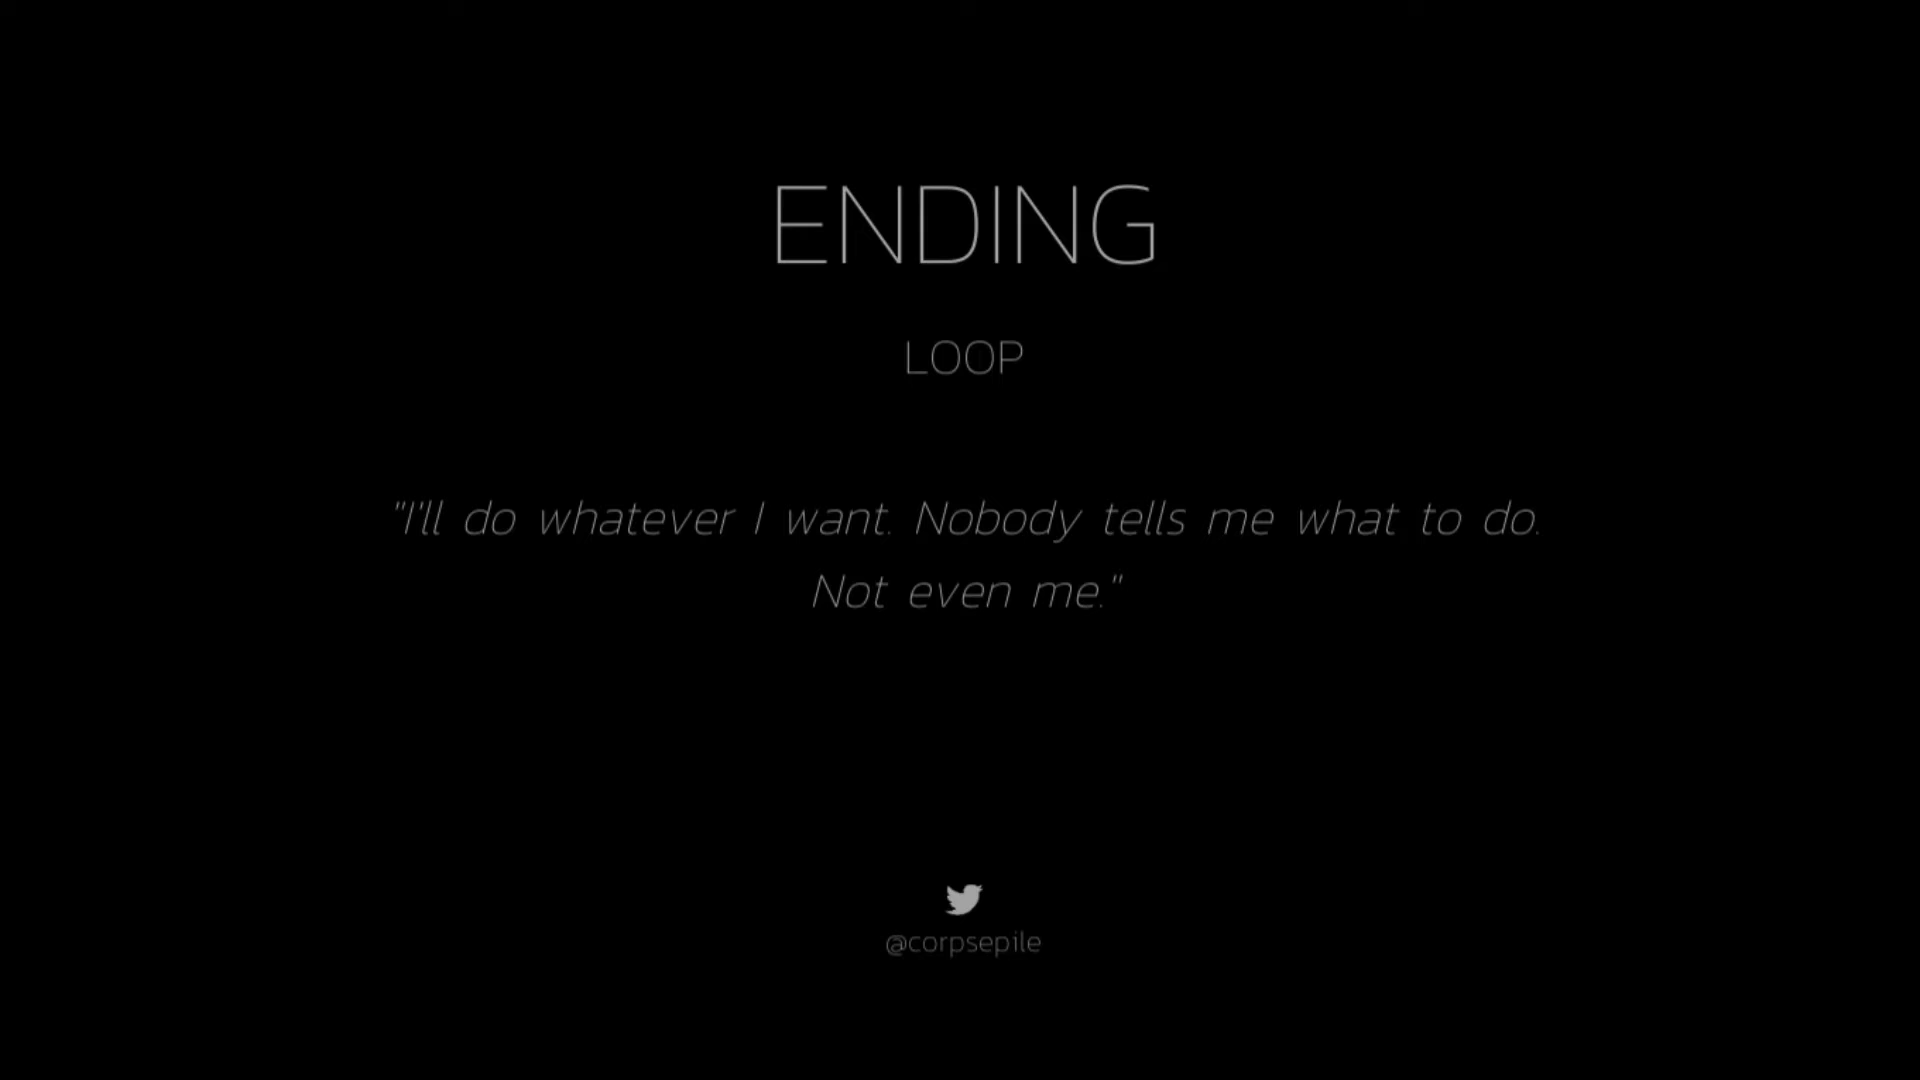 ENDING
LOOP
"I'll do whatever I want. Nobody tells me what to do.
Not even me."
@corpsepile